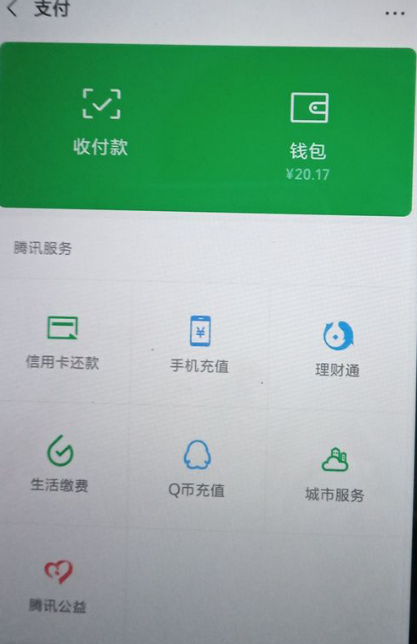 支付
收付款
钱包
¥20.17
腾讯服务
信用卡还款
手机充值
理财通
生活缴费
Q币充值
城市服务
腾讯公益